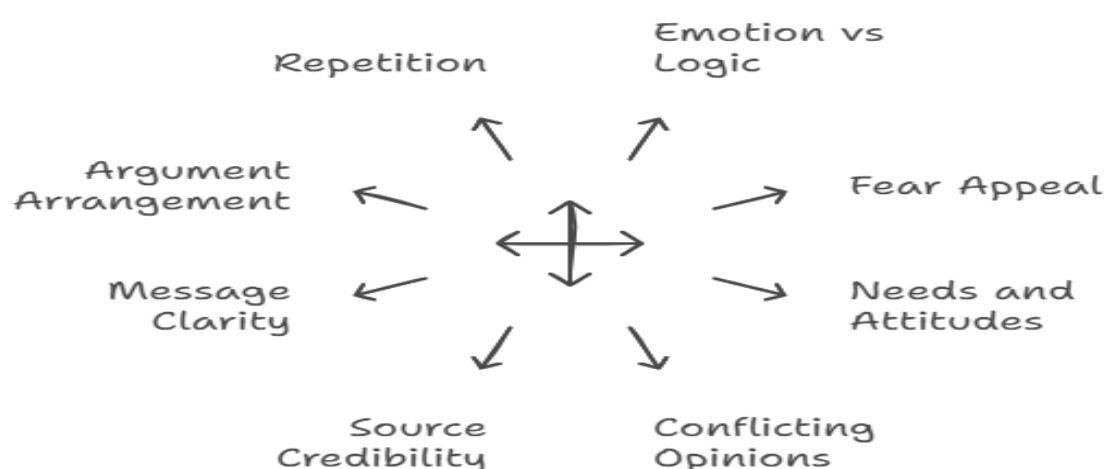 Repetition
Emotion vs
Logic
Argument
Arrangement
Fear Appeal
Message
Clarity
Needs and
Attitudes
Source
Credibility
Conflicting
Opinions